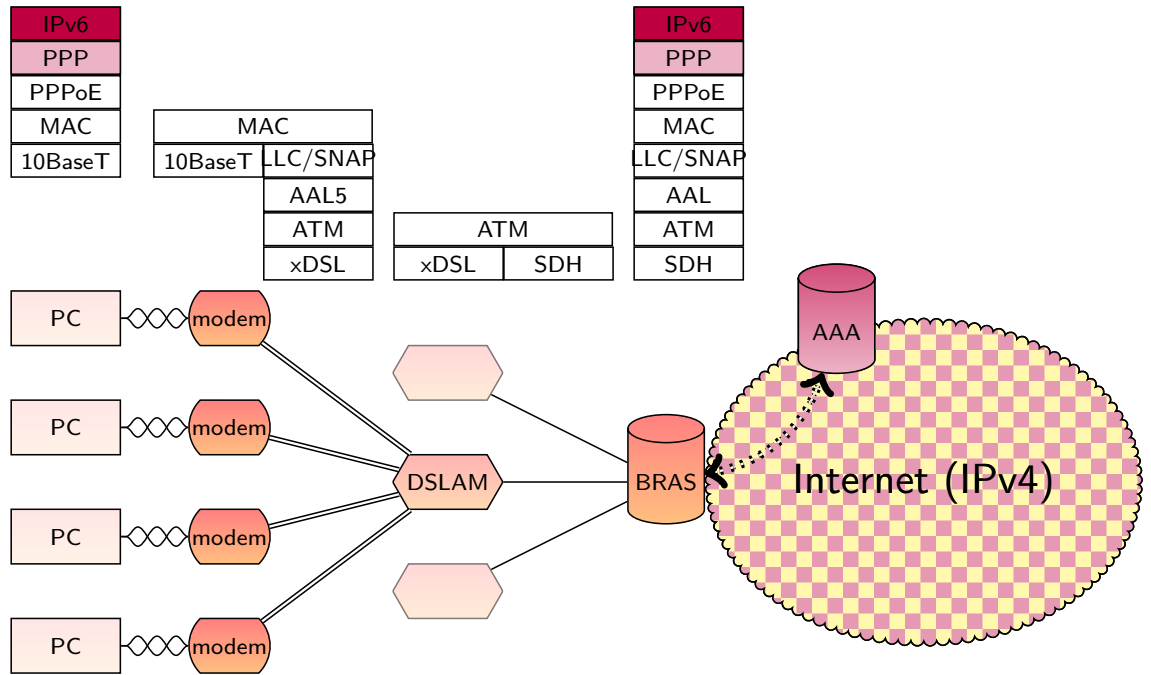 IPv6 IPv6
PPP PPP
PPPoE PPPoE
MAC MAC MAC
10BaseT 10BaseT LLC/SNAP LLC/SNAP
AAL5 AAL
ATM ATM ATM
xDSL xDSL SDH SDH
PC modem
AAA
PC modem
DSLAM BRAS Internet (IPv4)
PC modem
PC modem